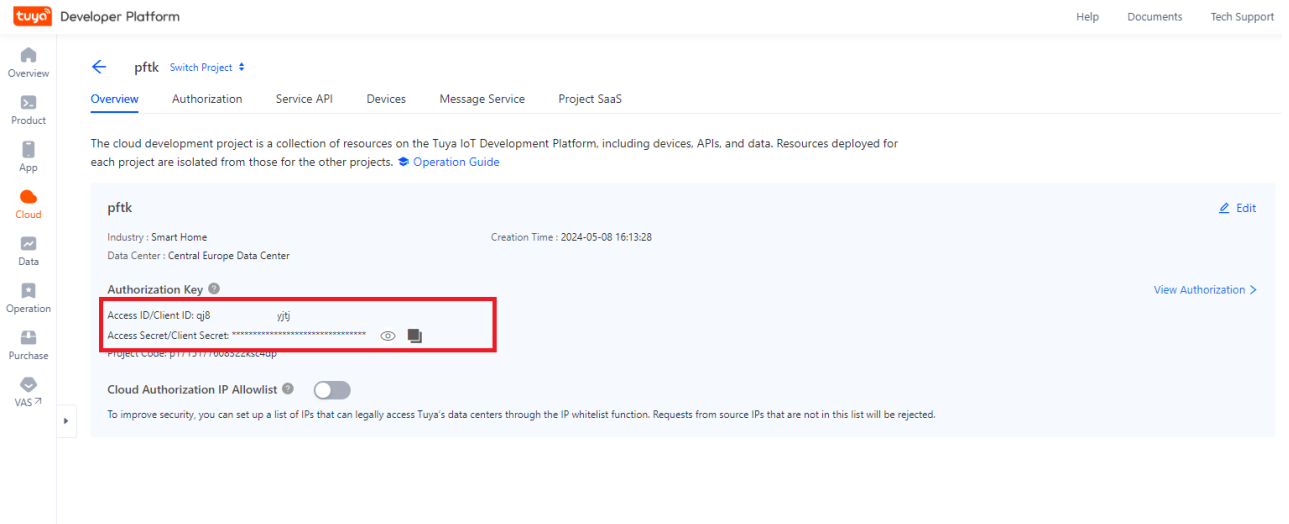 tuya Developer Platform
Help Documents Tech Support
Overview
Product
App
Cloud
Data
Operation
Purchase
VAS
pftk Switch Project
Overview Authorization Service API Devices Message Service Project SaaS
The cloud development project is a collection of resources on the Tuya IoT Development Platform, including devices, APIs, and data. Resources deployed for
each project are isolated from those for the other projects. Operation Guide
pftk
Edit
Industry : Smart Home Creation Time : 2024-05-08 16:13:28
Data Center : Central Europe Data Center
Authorization Key
View Authorization >
Access ID/Client ID: qj8 yjtj
Access Secret/Client Secret: ********************************
Project Code:
Cloud Authorization IP Allowlist
To improve security, you can set up a list of IPs that can legally access Tuya's data centers through the IP whitelist function. Requests from source IPs that are not in this list will be rejected.